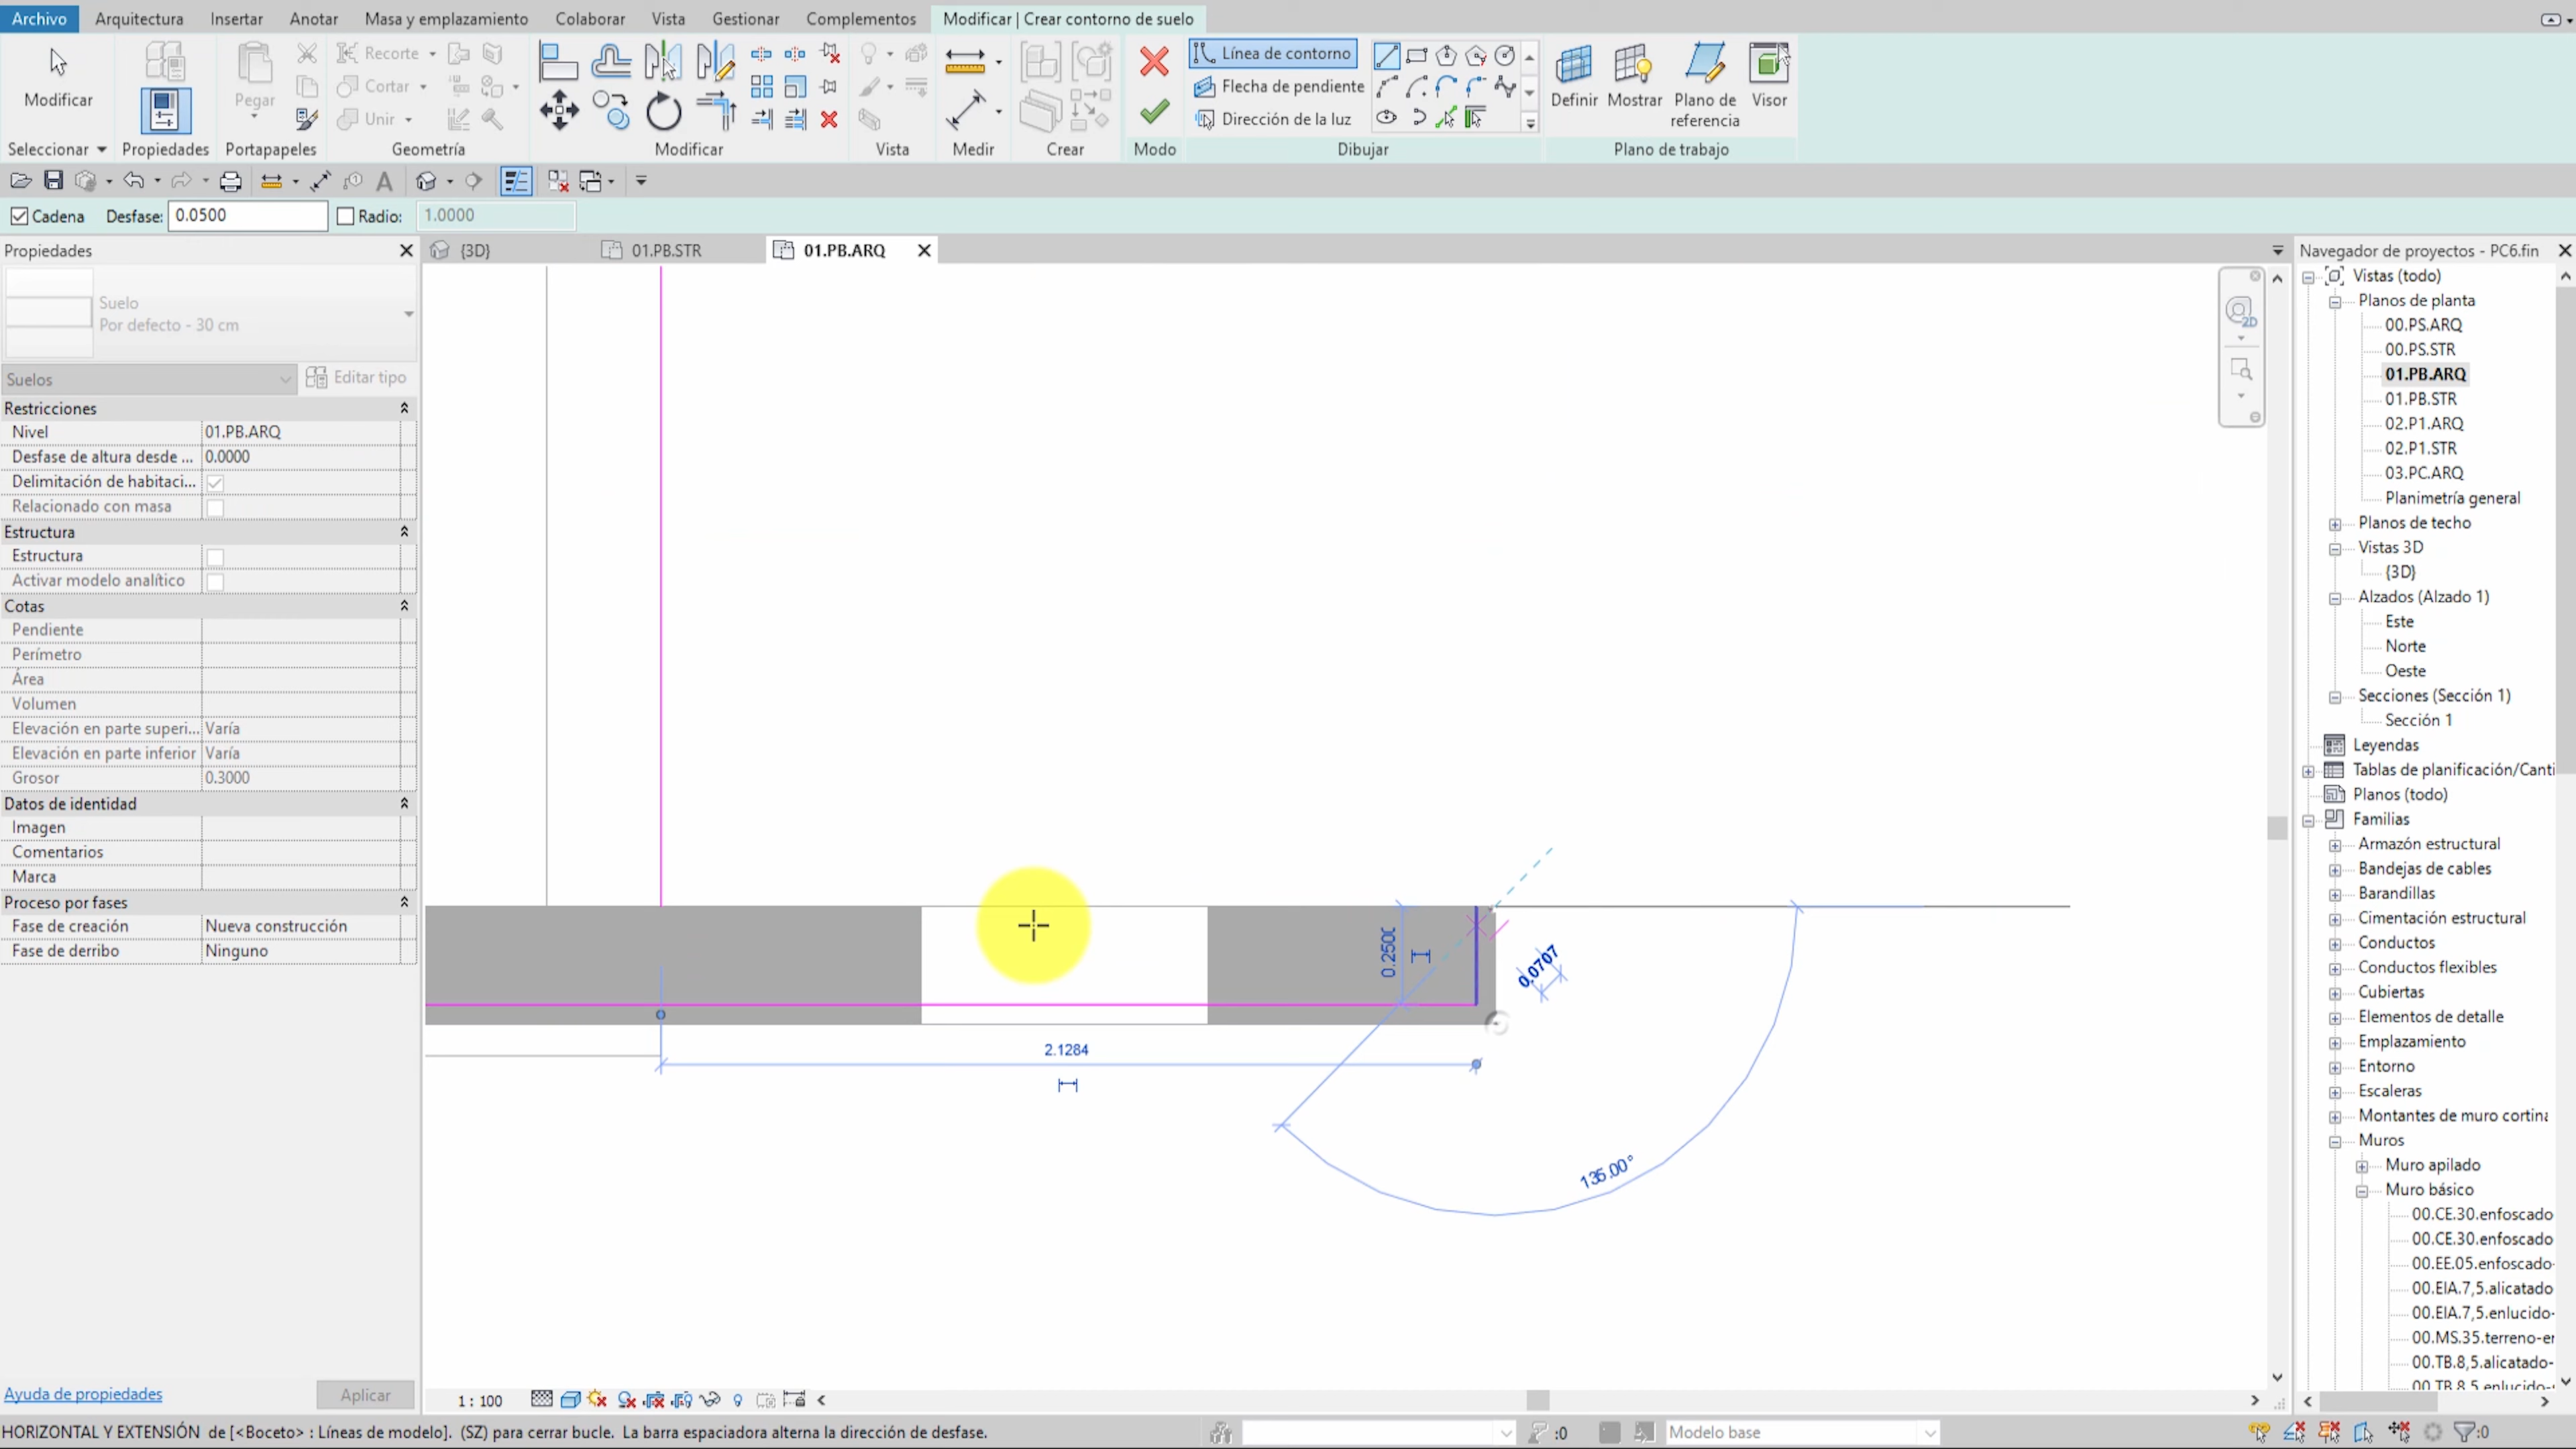 Archivo Arquitectura Insertar Anotar Masa y emplazamiento Colaborar Vista Gestionar Complementos Modificar | Crear contorno de suelo
Modificar
Pegar
Recorte
Cortar
Unir
Línea de contorno
Flecha de pendiente
Dirección de la luz
Definir Mostrar Plano de referencia Visor
Seleccionar Propiedades Portapapeles Geometría Modificar Vista Medir Crear Modo Dibujar Plano de trabajo
Cadena Desfase: 0.0500 Radio: 1.0000
Propiedades
{3D} 01.PB.STR 01.PB.ARQ
Suelo
Por defecto - 30 cm
Suelos Editar tipo
Restricciones
Nivel 01.PB.ARQ
Desfase de altura desde ... 0.0000
Delimitación de habitaci...
Relacionado con masa
Estructura
Estructura
Activar modelo analítico
Cotas
Pendiente
Perímetro
Área
Volumen
Elevación en parte superi... Varía
Elevación en parte inferior Varía
Grosor 0.3000
Datos de identidad
Imagen
Comentarios
Marca
Proceso por fases
Fase de creación Nueva construcción
Fase de derribo Ninguno
Ayuda de propiedades Aplicar
2D
0.2500
0.0707
2.1284
135.00°
1 : 100
Navegador de proyectos - PC6.fin
Vistas (todo)
Planos de planta
00.PS.ARQ
00.PS.STR
01.PB.ARQ
01.PB.STR
02.P1.ARQ
02.P1.STR
03.PC.ARQ
Planimetría general
Planos de techo
Vistas 3D
{3D}
Alzados (Alzado 1)
Este
Norte
Oeste
Secciones (Sección 1)
Sección 1
Leyendas
Tablas de planificación/Canti
Planos (todo)
Familias
Armazón estructural
Bandejas de cables
Barandillas
Cimentación estructural
Conductos
Conductos flexibles
Cubiertas
Elementos de detalle
Emplazamiento
Entorno
Escaleras
Montantes de muro cortina
Muros
Muro apilado
Muro básico
00.CE.30.enfoscado
00.CE.30.enfoscado
00.EE.05.enfoscado-
00.EIA.7,5.alicatado
00.EIA.7,5.enlucido-
00.MS.35.terreno-er
00.TB.8,5.alicatado-
HORIZONTAL Y EXTENSIÓN de [<Boceto> : Líneas de modelo]. (SZ) para cerrar bucle. La barra espaciadora alterna la dirección de desfase.
:0 Modelo base :0